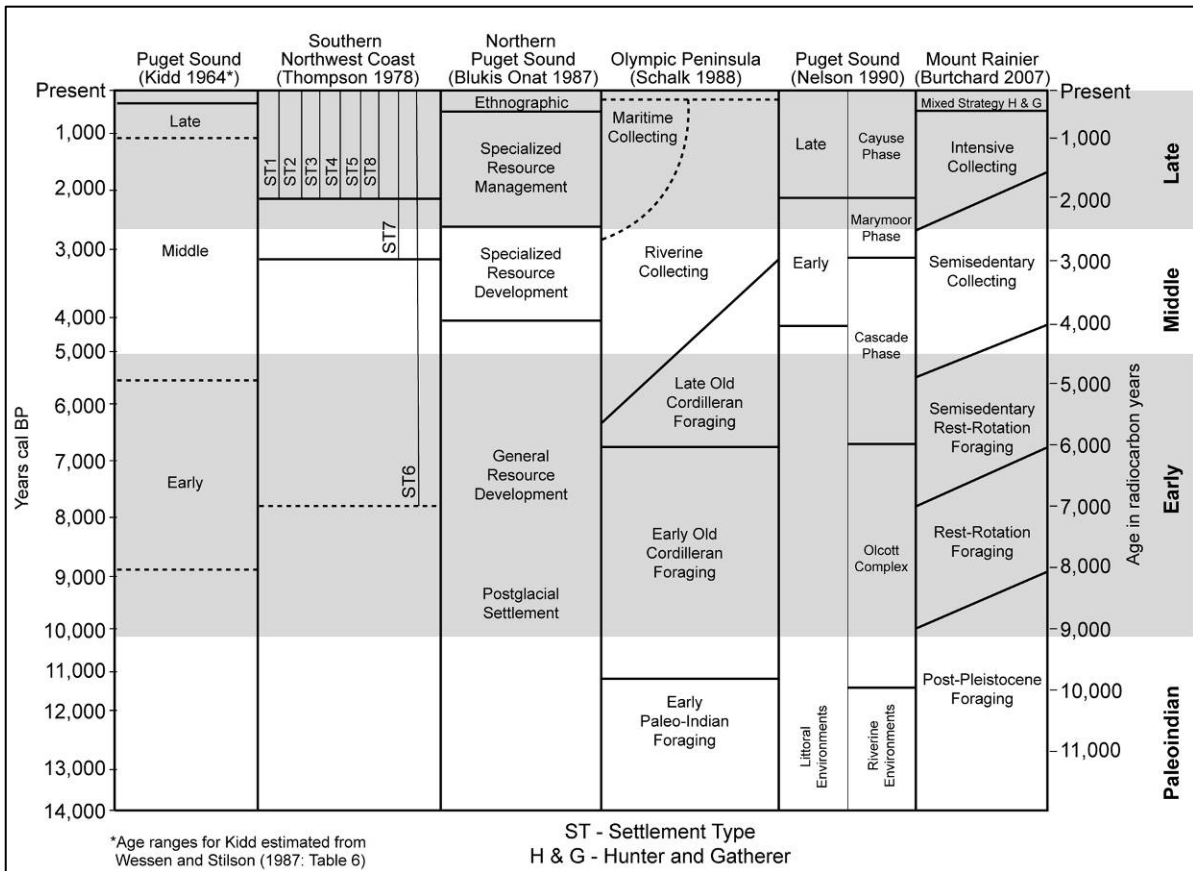 Puget Sound
(Kidd 1964*)
Southern
Northwest Coast
(Thompson 1978)
Northern
Puget Sound
(Blukis Onat 1987)
Olympic Peninsula
(Schalk 1988)
Puget Sound
(Nelson 1990)
Mount Rainier
(Burtchard 2007)
Years cal BP
Present
1,000
2,000
3,000
4,000
5,000
6,000
7,000
8,000
9,000
10,000
11,000
12,000
13,000
14,000
Late
Middle
Early
ST1
ST2
ST3
ST4
ST5
ST8
ST7
ST6
Ethnographic
Specialized
Resource
Management
Specialized
Resource
Development
General
Resource
Development
Postglacial
Settlement
Maritime
Collecting
Riverine
Collecting
Late Old
Cordilleran
Foraging
Early Old
Cordilleran
Foraging
Early
Paleo-Indian
Foraging
Late
Early
Littoral
Environments
Cayuse
Phase
Marymoor
Phase
Cascade
Phase
Olcott
Complex
Riverine
Environments
Mixed Strategy H & G
Intensive
Collecting
Semisedentary
Collecting
Semisedentary
Rest-Rotation
Foraging
Rest-Rotation
Foraging
Post-Pleistocene
Foraging
Present
1,000
2,000
3,000
4,000
5,000
6,000
7,000
8,000
9,000
10,000
11,000
Age in radiocarbon years
Late
Middle
Early
Paleoindian
*Age ranges for Kidd estimated from
Wessen and Stilson (1987: Table 6)
ST - Settlement Type
H & G - Hunter and Gatherer